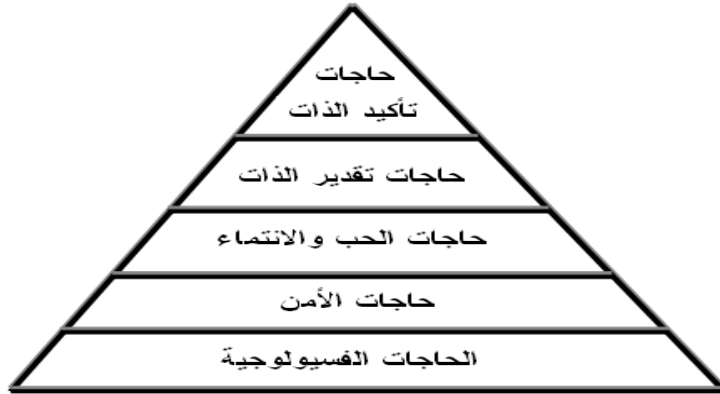 حاجات
تأكيد الذات
حاجات تقدير الذات
حاجات الحب والانتماء
حاجات الأمن
الحاجات الفسيولوجية